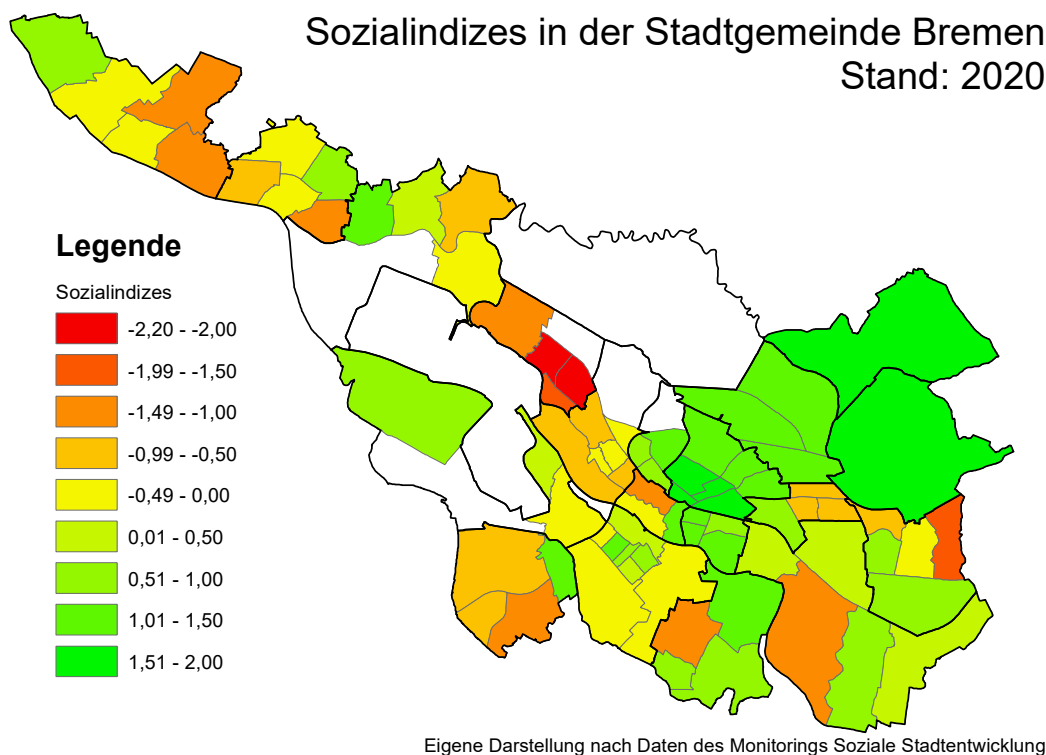 Sozialindizes in der Stadtgemeinde Bremen
Stand: 2020
Legende
Sozialindizes
-2,20 - -2,00
-1,99 - -1,50
-1,49 - -1,00
-0,99 - -0,50
-0,49 - 0,00
0,01 - 0,50
0,51 - 1,00
1,01 - 1,50
1,51 - 2,00
Eigene Darstellung nach Daten des Monitorings Soziale Stadtentwicklung